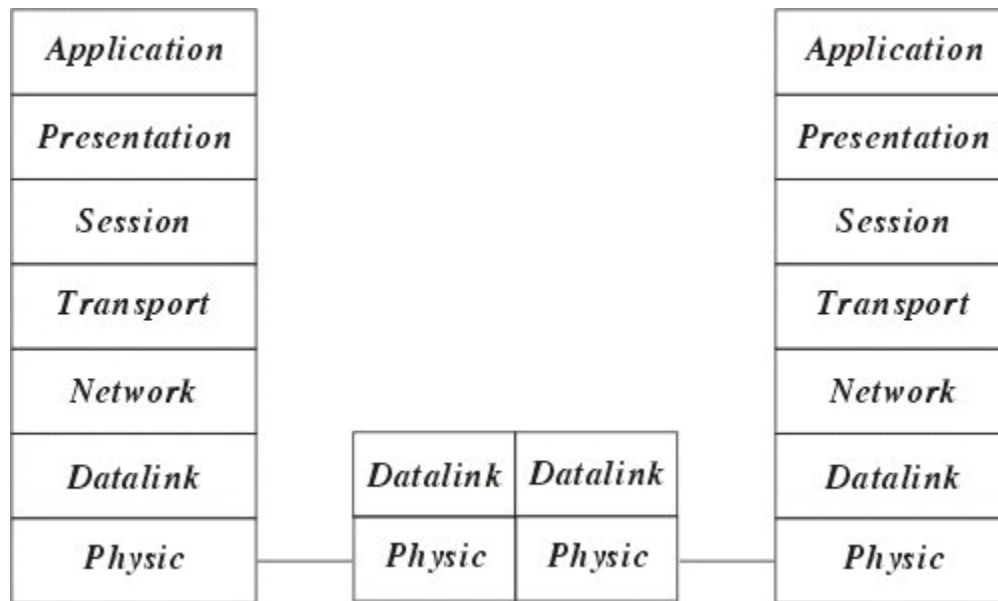 Application
Presentation
Session
Transport
Network
Datalink
Physic
Datalink Datalink
Physic Physic
Application
Presentation
Session
Transport
Network
Datalink
Physic